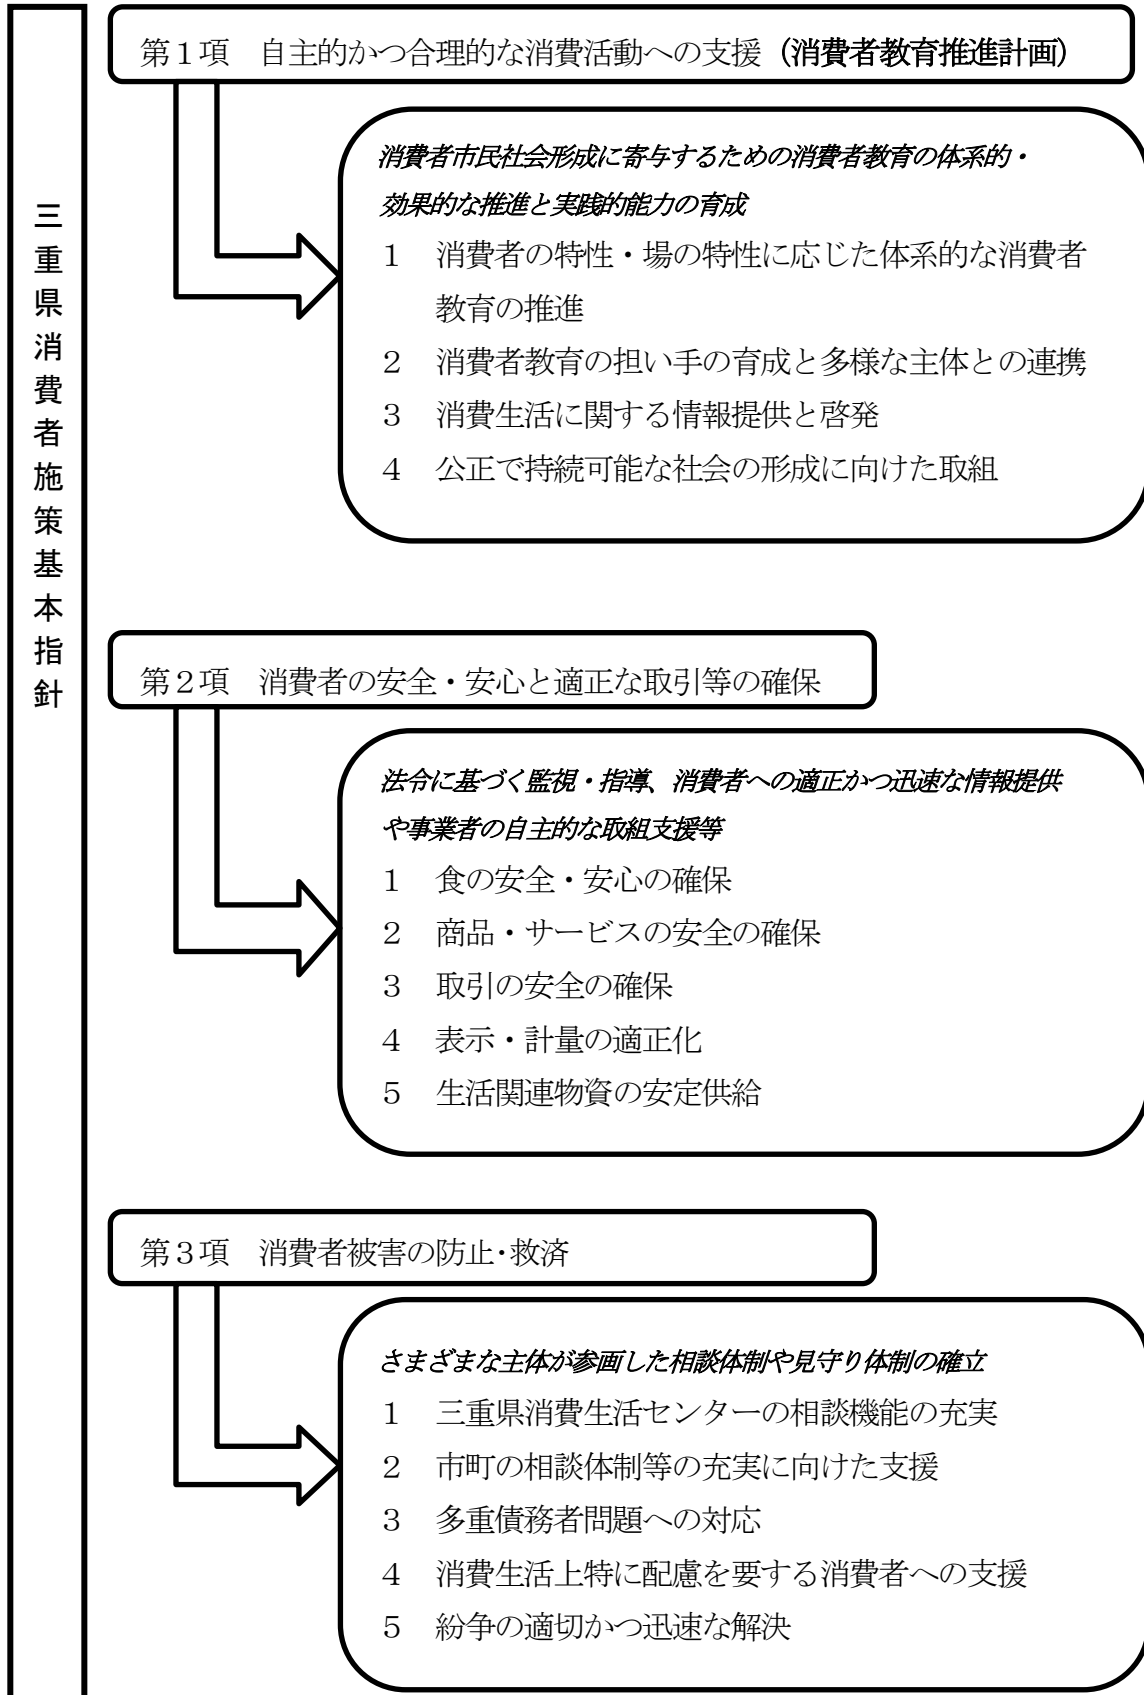 三重県消費者施策基本指針
第１項　自主的かつ合理的な消費活動への支援（消費者教育推進計画）
消費者市民社会形成に寄与するための消費者教育の体系的・
効果的な推進と実践的能力の育成
１　消費者の特性・場の特性に応じた体系的な消費者
教育の推進
２　消費者教育の担い手の育成と多様な主体との連携
３　消費生活に関する情報提供と啓発
４　公正で持続可能な社会の形成に向けた取組
第２項　消費者の安全・安心と適正な取引等の確保
法令に基づく監視・指導、消費者への適正かつ迅速な情報提供
や事業者の自主的な取組支援等
１　食の安全・安心の確保
２　商品・サービスの安全の確保
３　取引の安全の確保
４　表示・計量の適正化
５　生活関連物資の安定供給
第３項　消費者被害の防止･救済
さまざまな主体が参画した相談体制や見守り体制の確立
１　三重県消費生活センターの相談機能の充実
２　市町の相談体制等の充実に向けた支援
３　多重債務者問題への対応
４　消費生活上特に配慮を要する消費者への支援
５　紛争の適切かつ迅速な解決